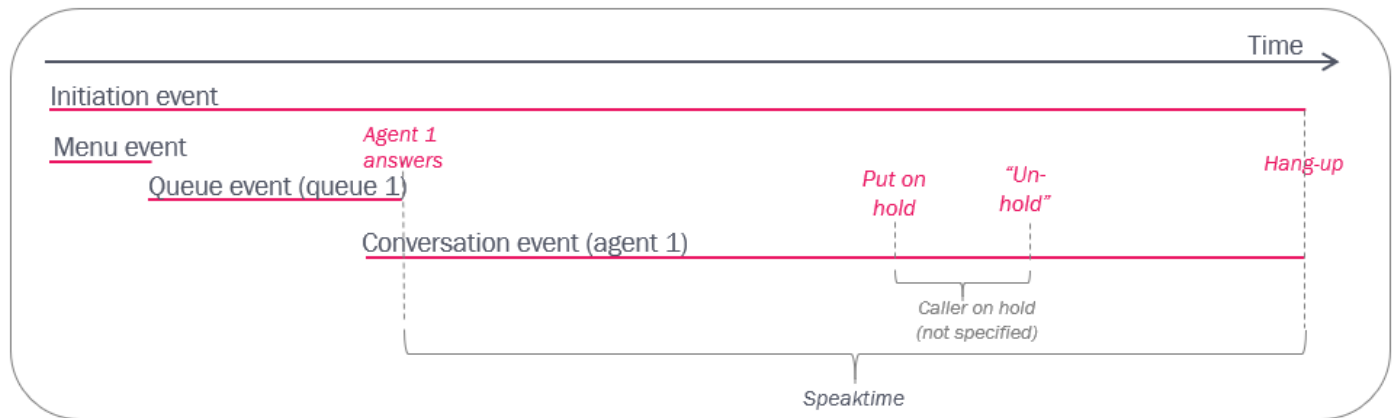 Time
Initiation event
Menu event
Agent 1
answers
Hang-up
Queue event (queue 1)
Put on
hold
“Un-
hold”
Conversation event (agent 1)
Caller on hold
(not specified)
Speaktime